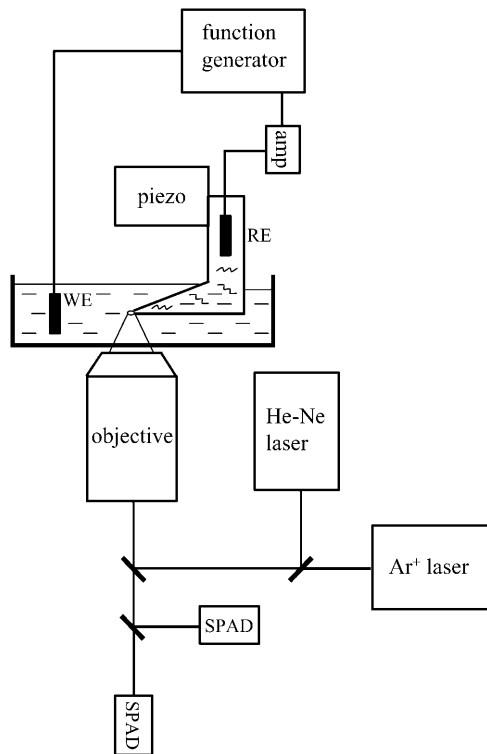 function
generator
amp
piezo
RE
WE
objective
He-Ne
laser
Ar⁺ laser
SPAD
SPAD